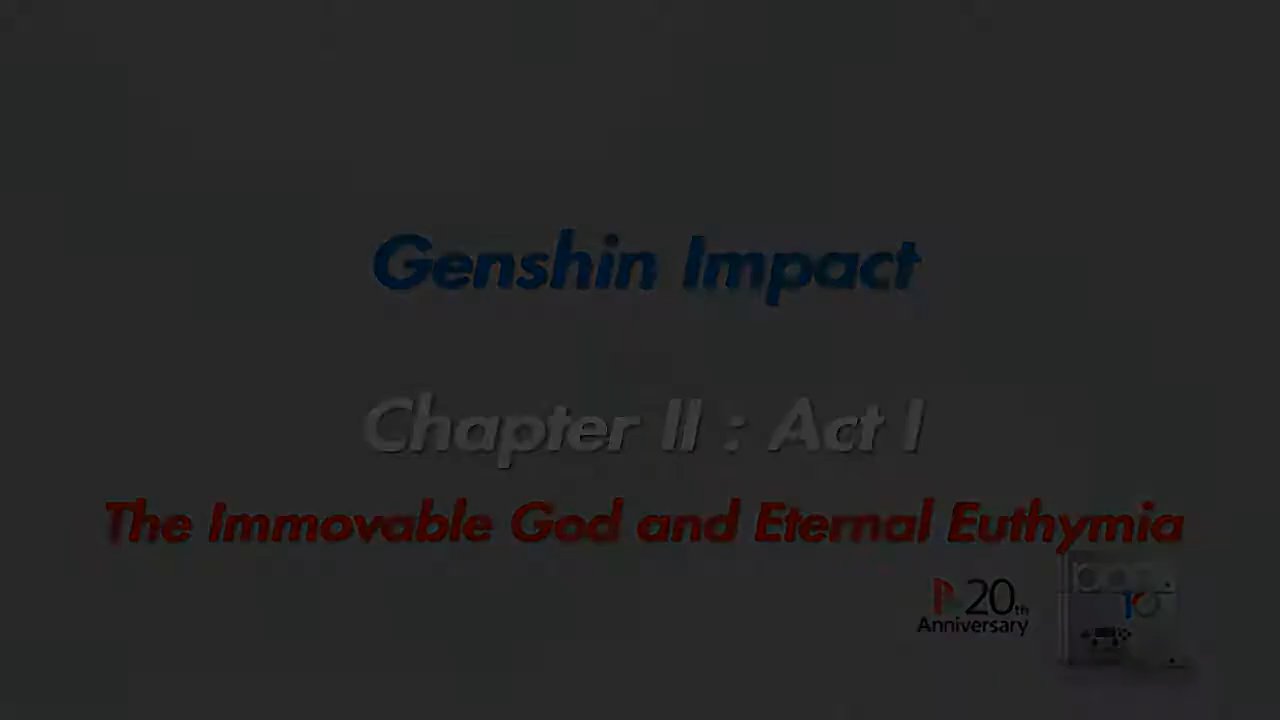 Genshin Impact
Chapter II : Act I
The Immovable God and Eternal Euthymia
20th
Anniversary